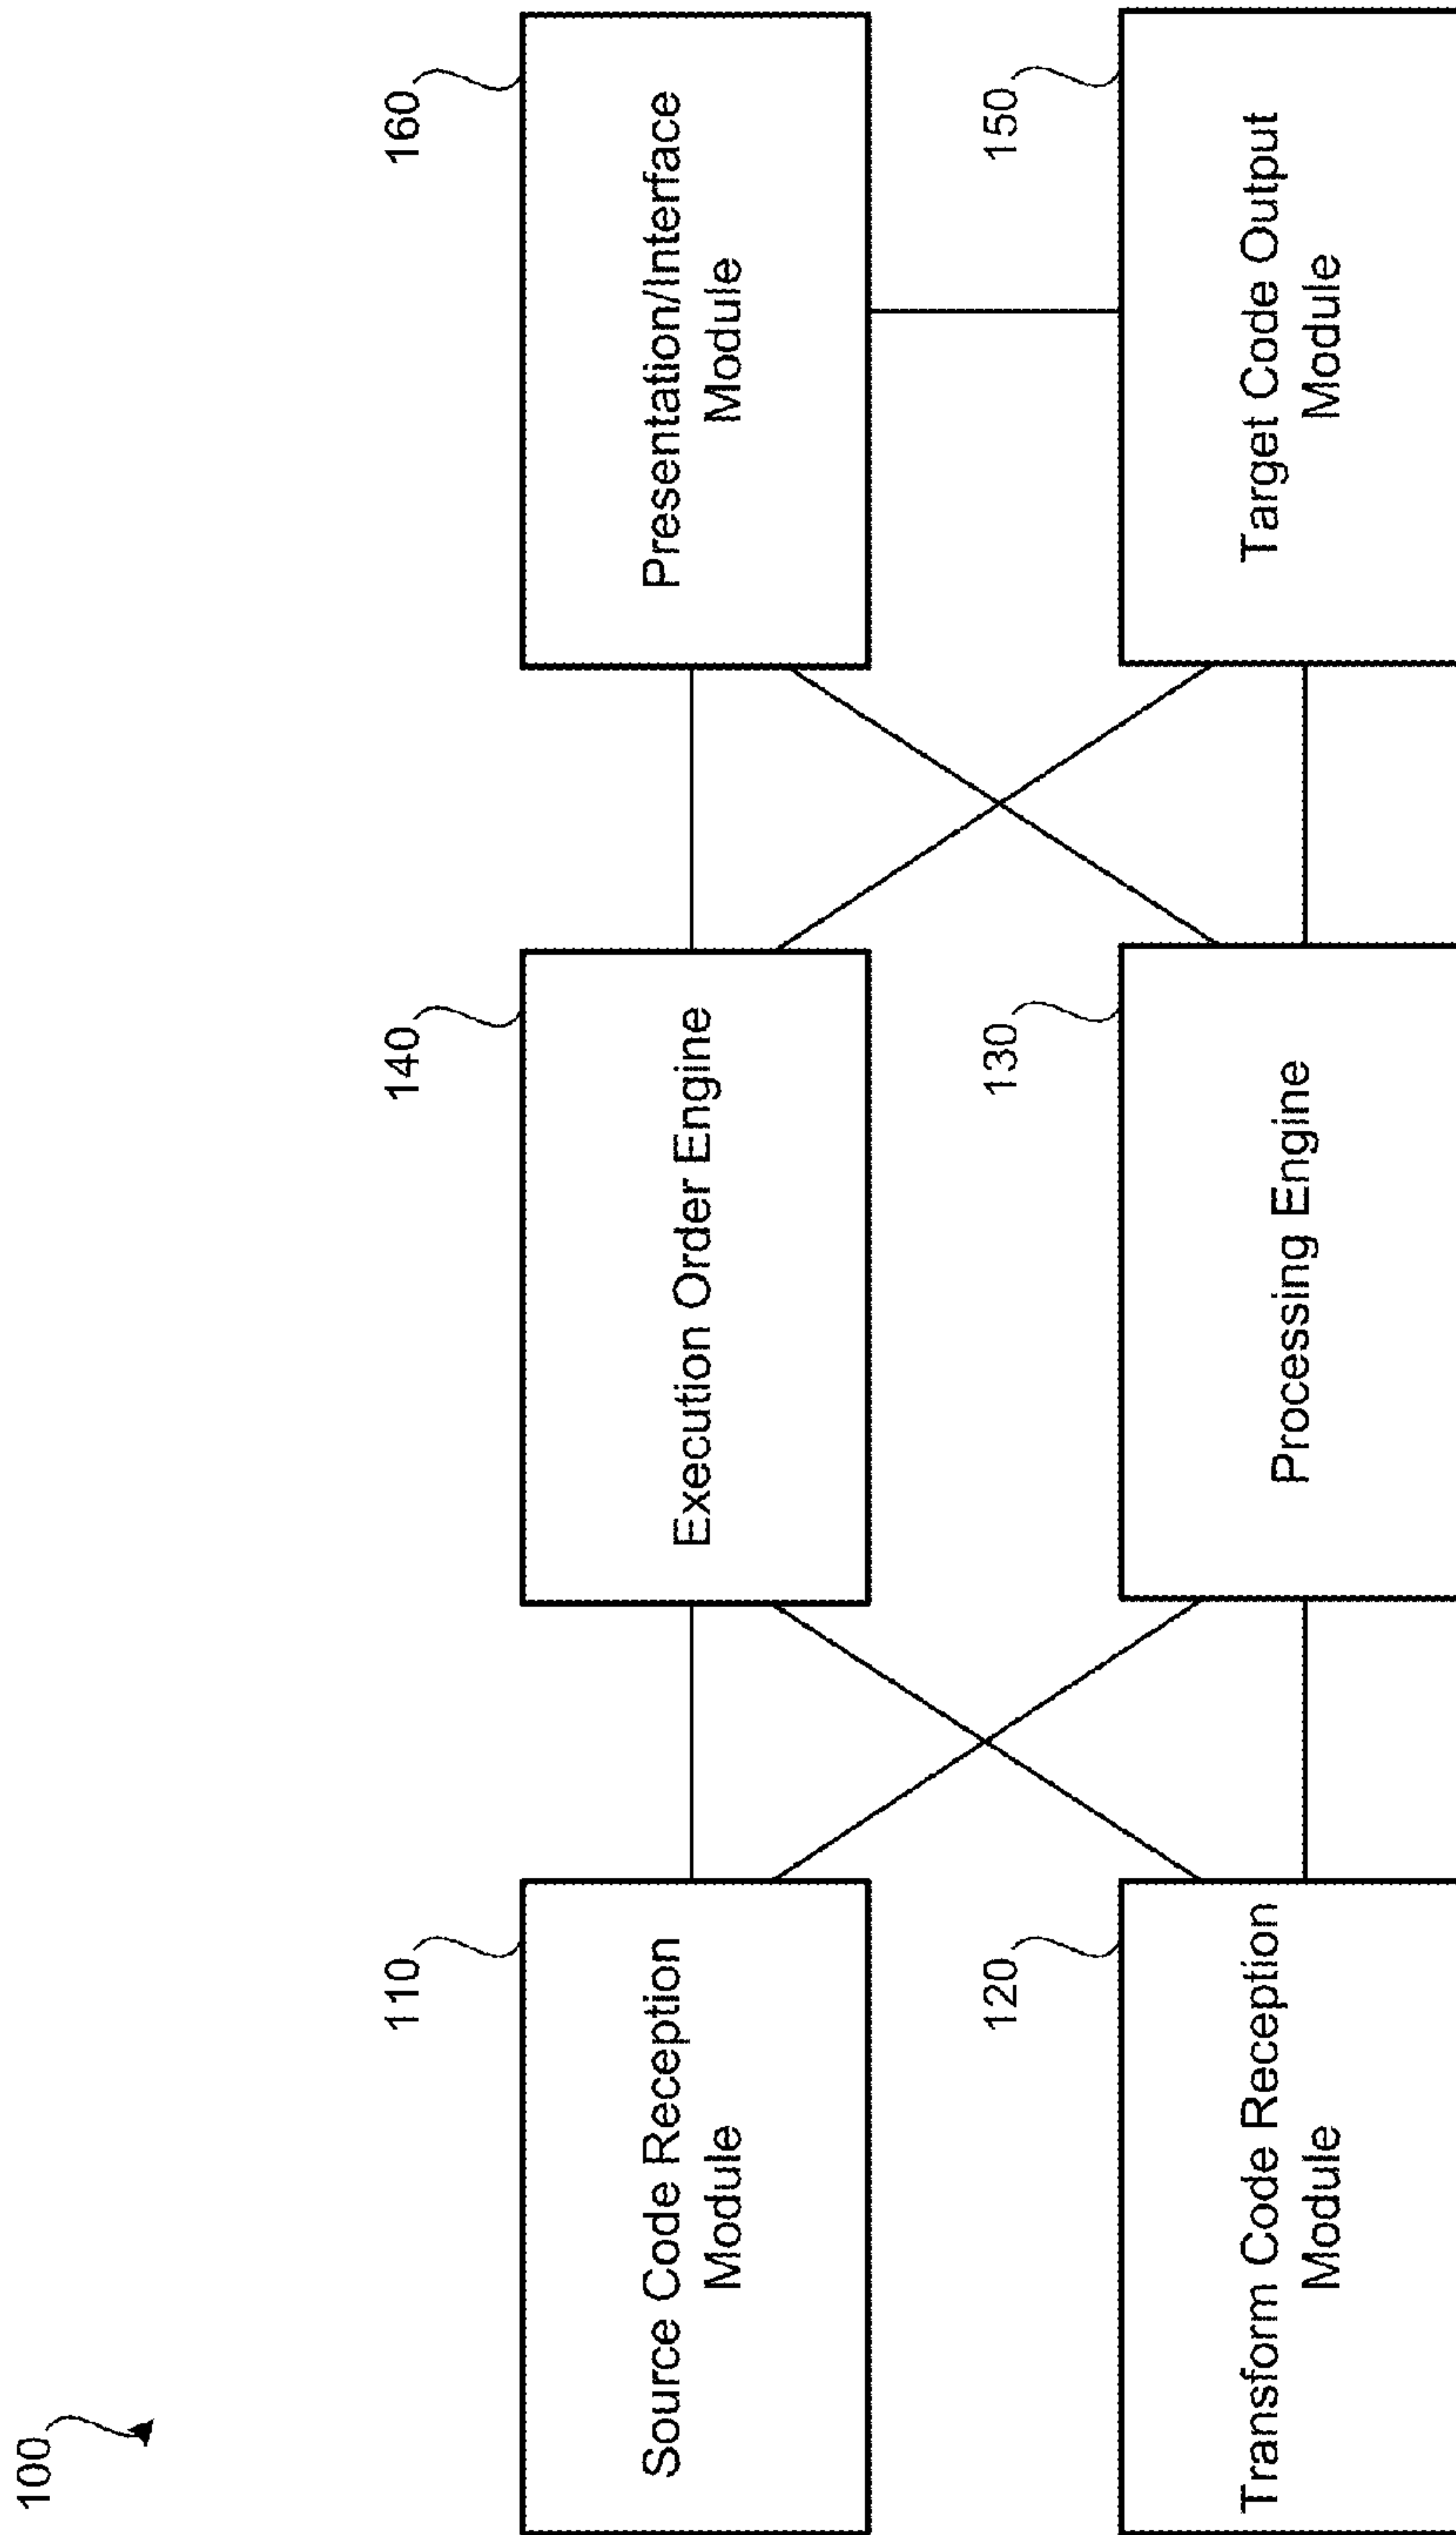 100
110
Source Code Reception
Module
140
Execution Order Engine
160
Presentation/Interface
Module
120
Transform Code Reception
Module
130
Processing Engine
150
Target Code Output
Module